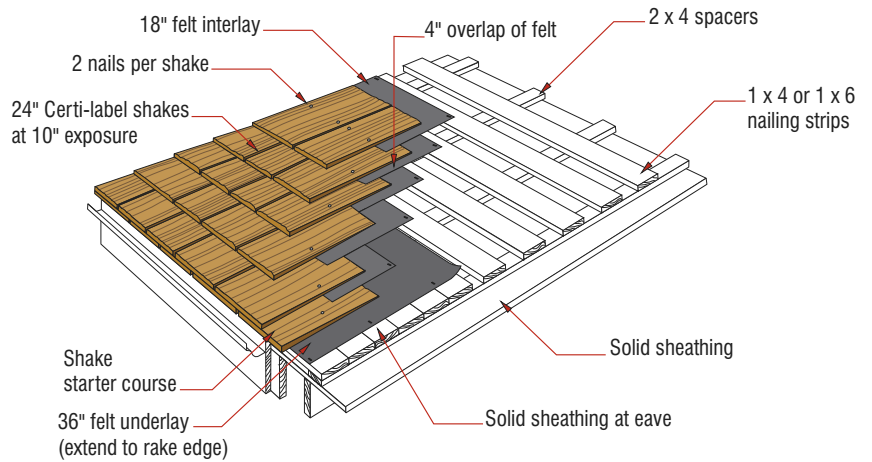 18" felt interlay
4" overlap of felt
2 x 4 spacers
2 nails per shake
24" Certi-label shakes
at 10" exposure
1 x 4 or 1 x 6
nailing strips
Shake
starter course
Solid sheathing
36" felt underlay
(extend to rake edge)
Solid sheathing at eave